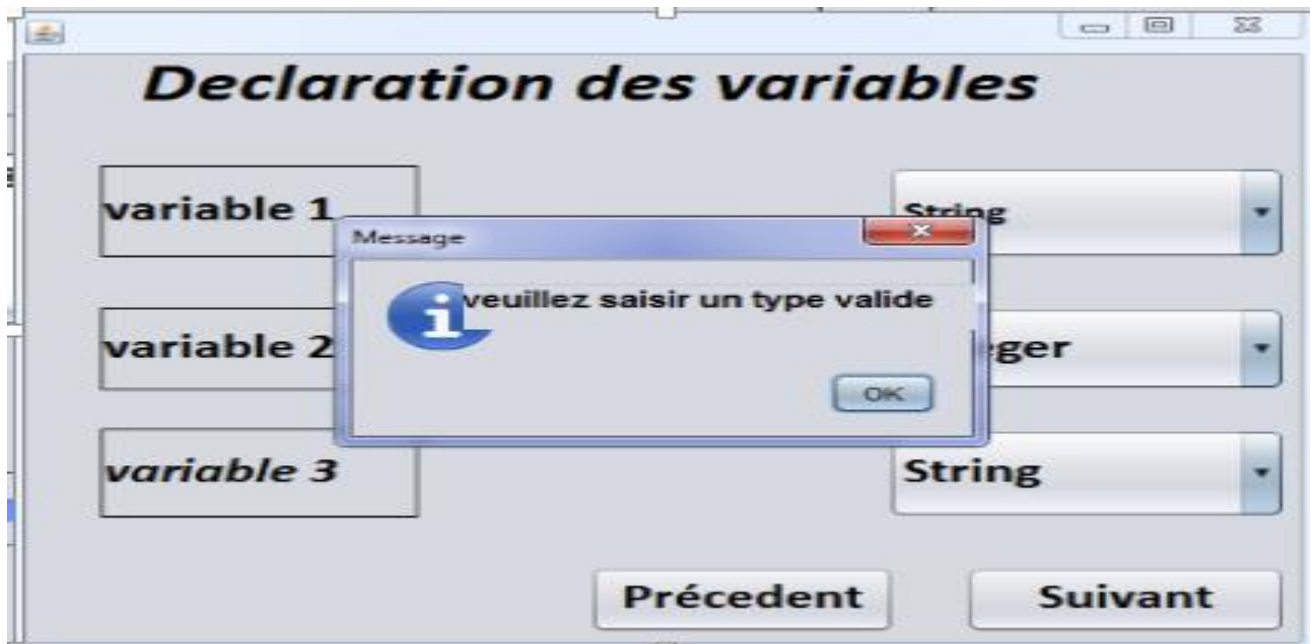 Declaration des variables
variable 1
String
Message
veuillez saisir un type valide
variable 2
eger
OK
variable 3
String
Précedent
Suivant